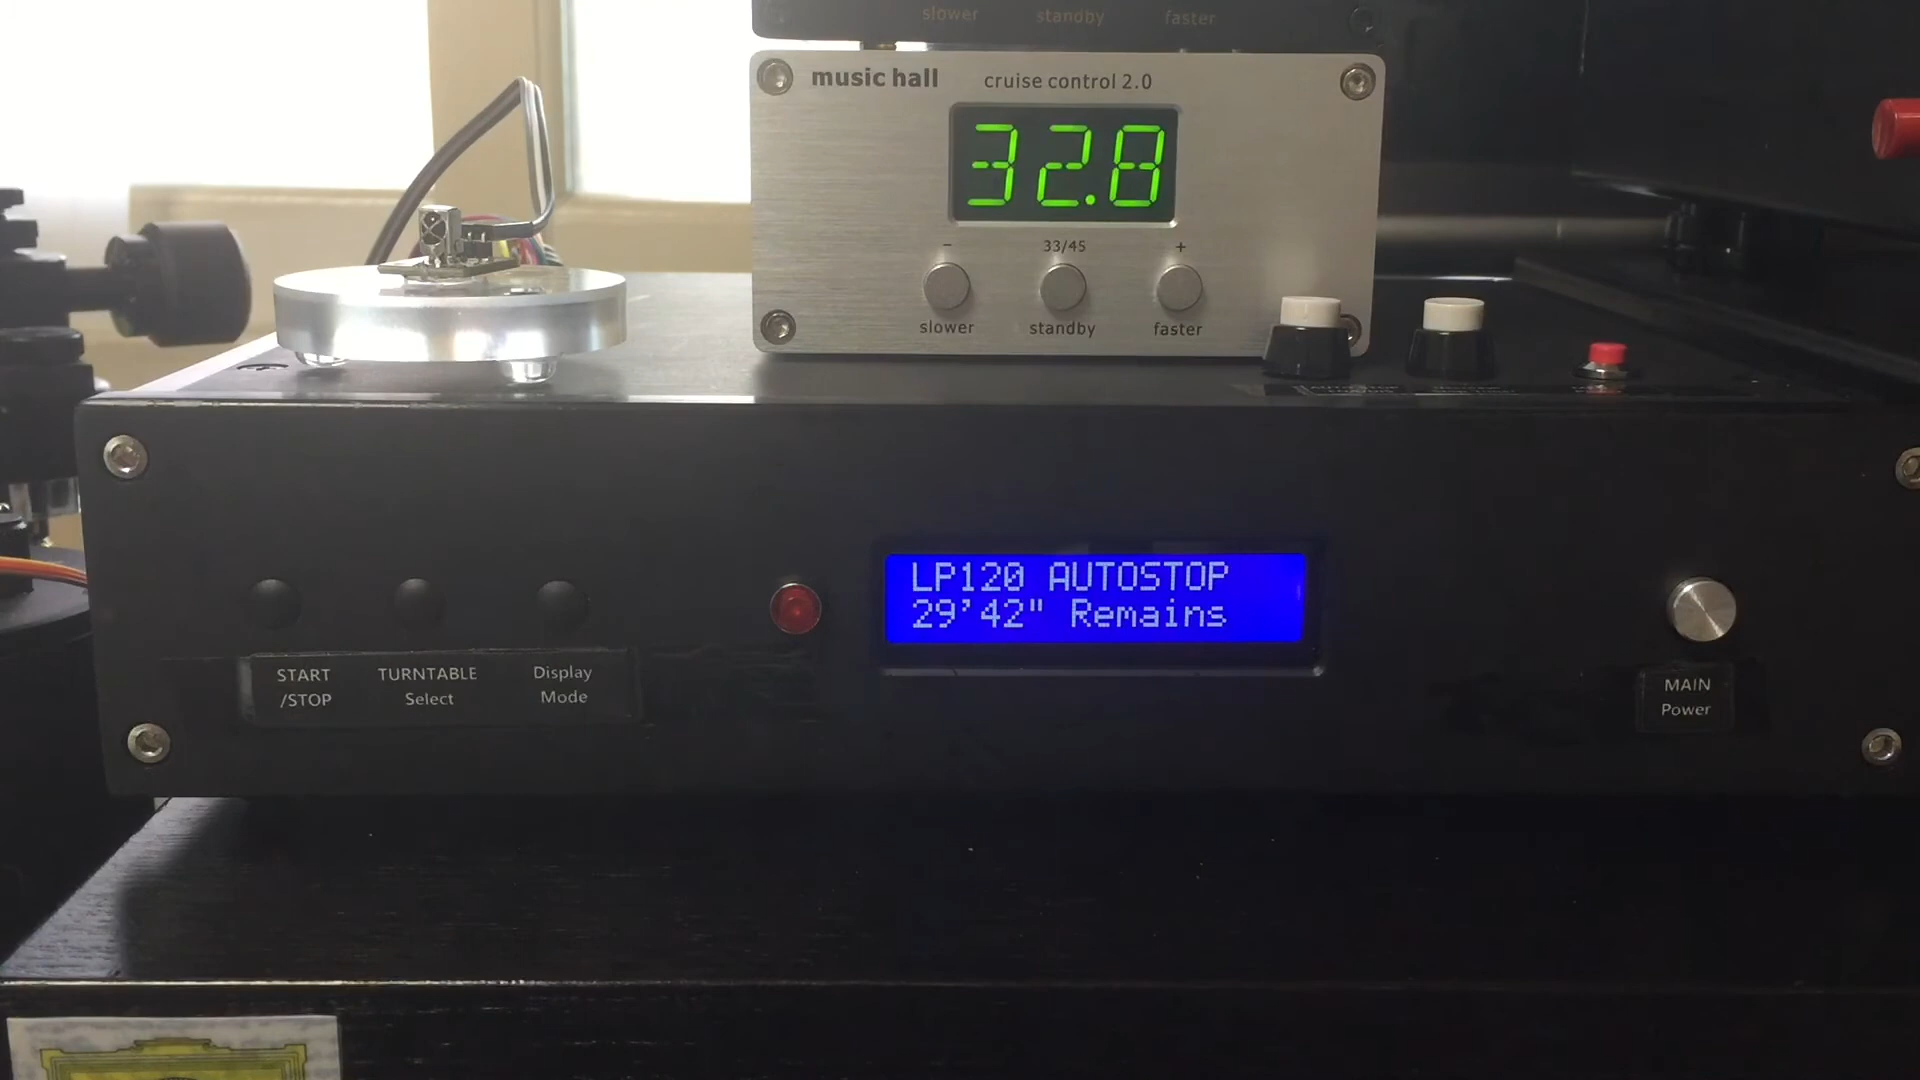 slower standby faster
music hall cruise control 2.0
32.8
- 33/45 +
slower standby faster
LP120 AUTOSTOP
29'42" Remains
START TURNTABLE Display
/STOP Select Mode
MAIN
Power